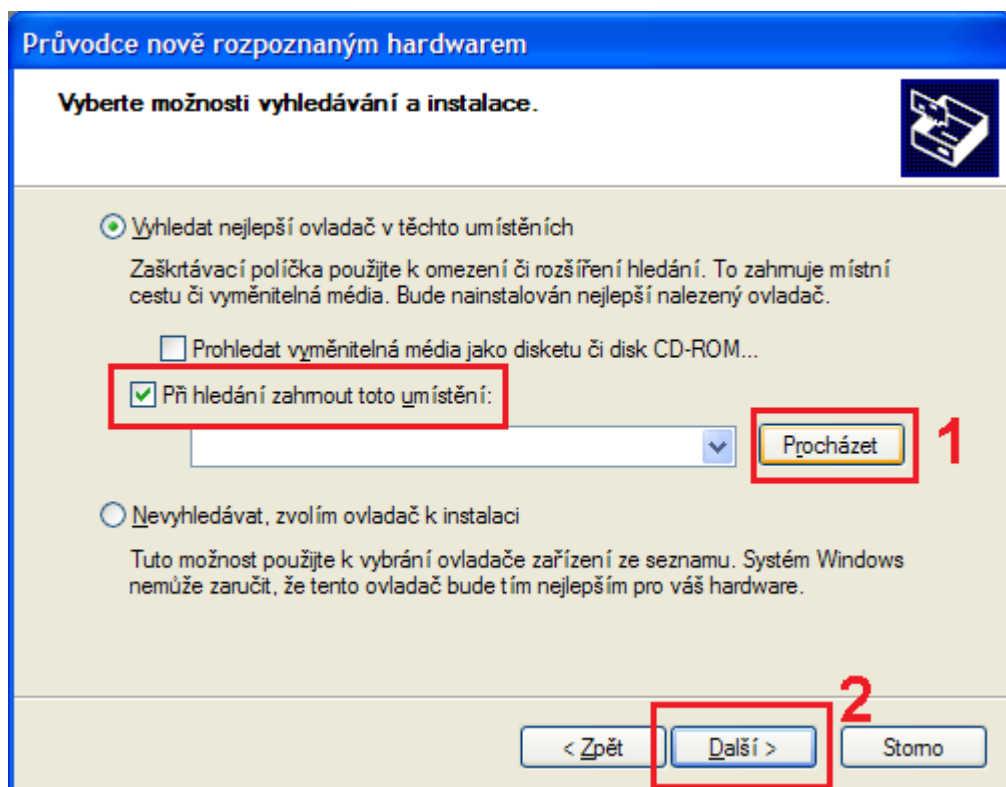 Průvodce nově rozpoznaným hardwarem
Vyberte možnosti vyhledávání a instalace.
Vyhledat nejlepší ovladač v těchto umístěních
Zaškrtávací políčka použijte k omezení či rozšíření hledání. To zahrnuje místní
cestu či vyměnitelná média. Bude nainstalován nejlepší nalezený ovladač.
Prohledat vyměnitelná média jako disketu či disk CD-ROM...
Při hledání zahrnout toto umístění:
Procházet
1
Nevyhledávat, zvolím ovladač k instalaci
Tuto možnost použijte k vybrání ovladače zařízení ze seznamu. Systém Windows
nemůže zaručit, že tento ovladač bude tím nejlepším pro váš hardware.
2
< Zpět
Další >
Storno